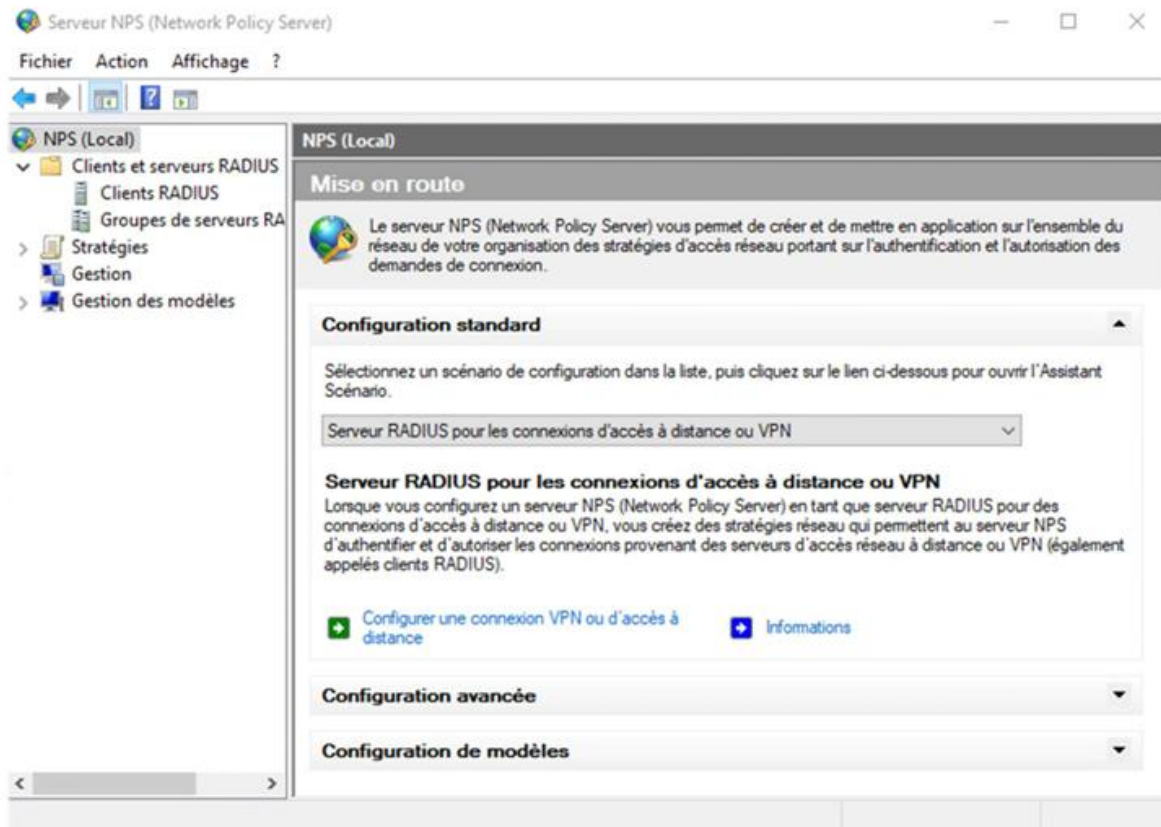 Serveur NPS (Network Policy Server)
Fichier Action Affichage ?
NPS (Local)
Clients et serveurs RADIUS
Clients RADIUS
Groupes de serveurs RA
Stratégies
Gestion
Gestion des modèles
NPS (Local)
Mise en route
Le serveur NPS (Network Policy Server) vous permet de créer et de mettre en application sur l'ensemble du
réseau de votre organisation des stratégies d'accès réseau portant sur l'authentification et l'autorisation des
demandes de connexion.
Configuration standard
Sélectionnez un scénario de configuration dans la liste, puis cliquez sur le lien ci-dessous pour ouvrir l'Assistant
Scénario.
Serveur RADIUS pour les connexions d'accès à distance ou VPN
Serveur RADIUS pour les connexions d'accès à distance ou VPN
Lorsque vous configurez un serveur NPS (Network Policy Server) en tant que serveur RADIUS pour des
connexions d'accès à distance ou VPN, vous créez des stratégies réseau qui permettent au serveur NPS
d'authentifier et d'autoriser les connexions provenant des serveurs d'accès réseau à distance ou VPN (également
appelés clients RADIUS).
Configurer une connexion VPN ou d'accès à
distance
Informations
Configuration avancée
Configuration de modèles